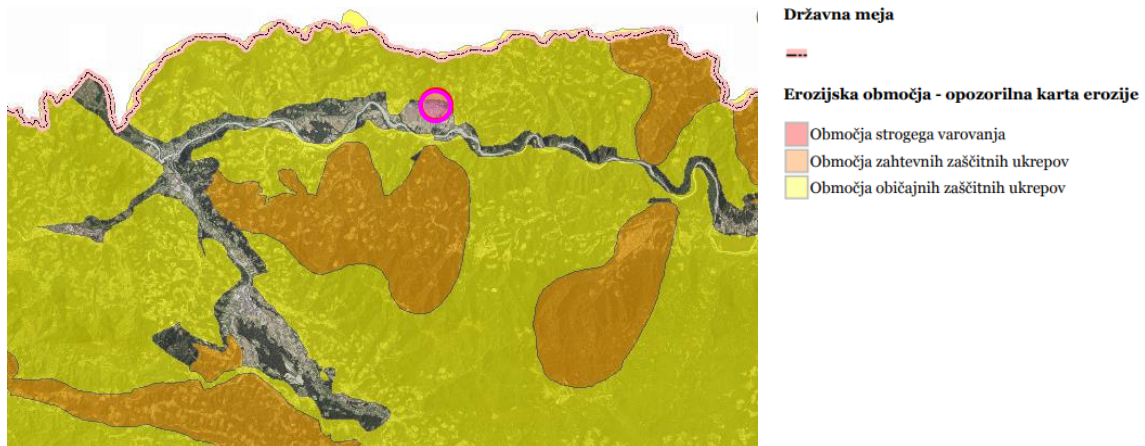 Državna meja
Erozijska območja - opozorilna karta erozije
Območja strogega varovanja
Območja zahtevnih zaščitnih ukrepov
Območja običajnih zaščitnih ukrepov